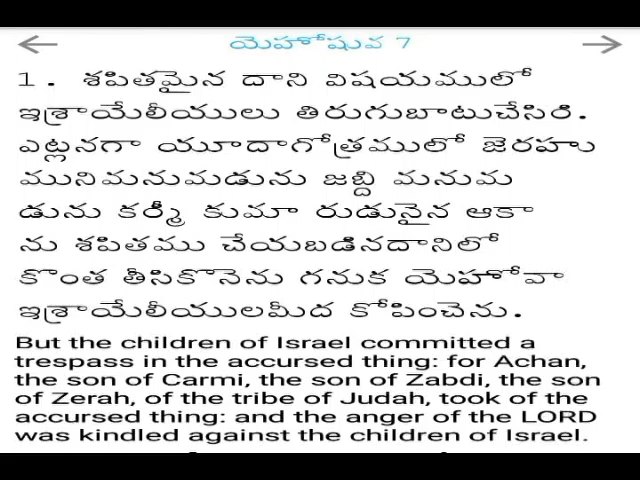 యెహోషువ 7
1. శపితమైన దాని విషయములో
ఇశ్రాయేలీయులు తిరుగుబాటుచేసిరి.
ఎట్లనగా యూదాగోత్రములో జెరహు
మునిమనుమడును జబ్ది మనుమ
డును కర్మీ కుమా రుడునైన ఆకా
ను శపితము చేయబడినదానిలో
కొంత తీసికొనెను గనుక యెహోవా
ఇశ్రాయేలీయులమీద కోపించెను.
But the children of Israel committed a
trespass in the accursed thing: for Achan,
the son of Carmi, the son of Zabdi, the son
of Zerah, of the tribe of Judah, took of the
accursed thing: and the anger of the LORD
was kindled against the children of Israel.